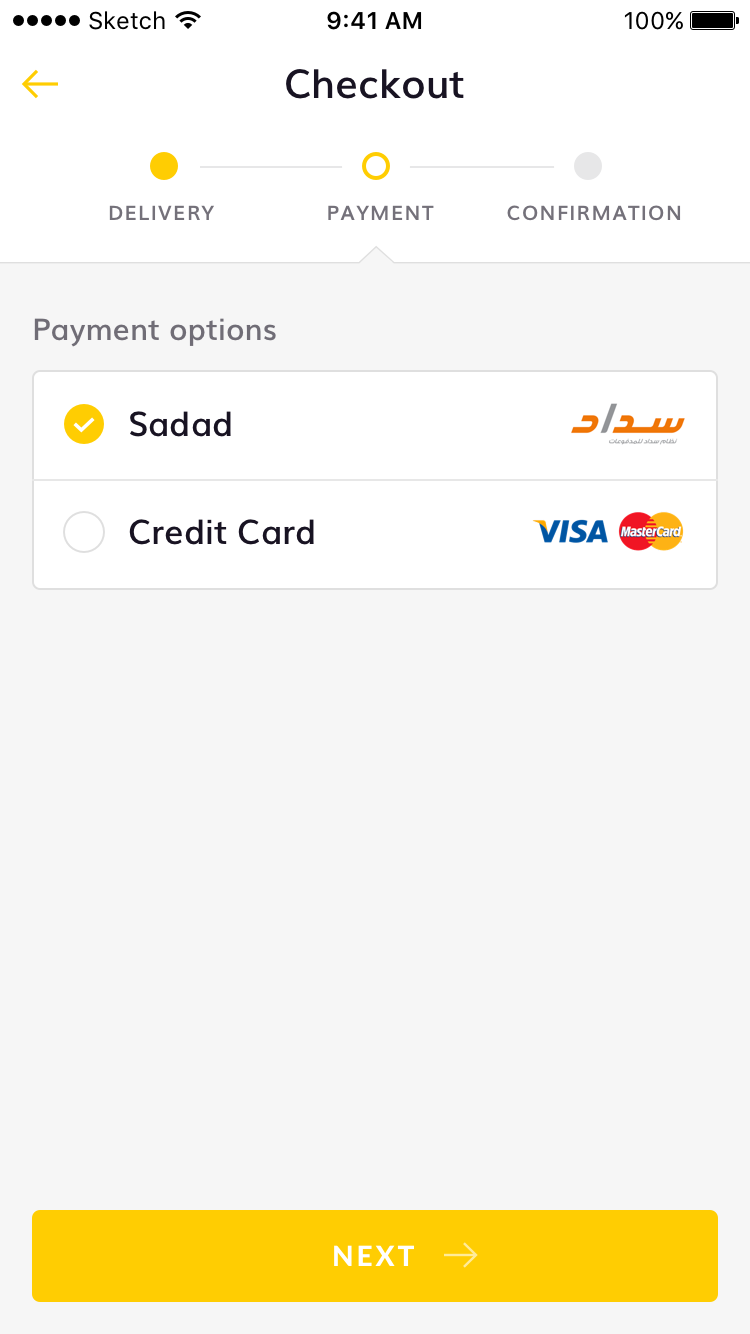 Sketch 9:41 AM 100%
Checkout
DELIVERY PAYMENT CONFIRMATION
Payment options
Sadad سداد
نظام سداد للمدفوعات
Credit Card VISA MasterCard
NEXT